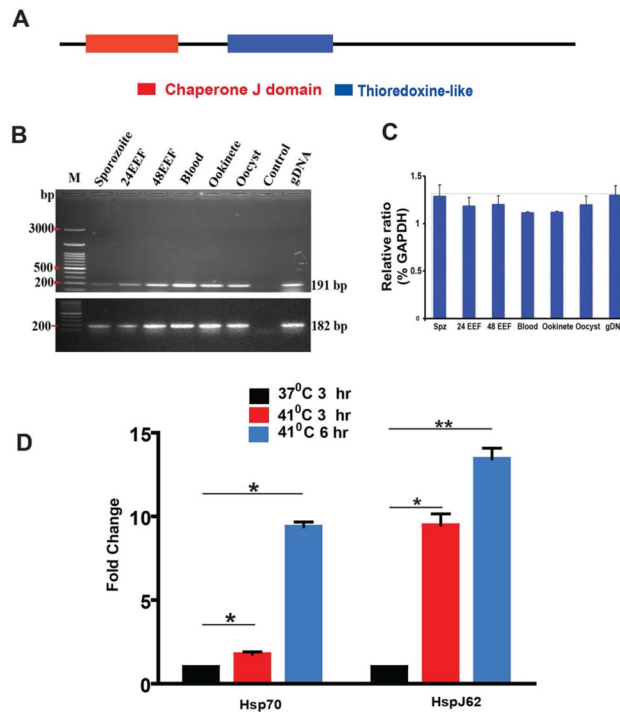 A
Chaperone J domain Thioredoxine-like
B
M Sporozoite 24EEF 48EEF Blood Ookinete Oocyst Control gDNA
bp
3000
500
200
191 bp
200
182 bp
C
Relative ratio
(% GAPDH)
1.5
1
0.5
0
Spz 24 EEF 48 EEF Blood Ookinete Oocyst gDN
D
37⁰C 3 hr
41⁰C 3 hr
41⁰C 6 hr
Fold Change
15
10
5
0
*
*
**
*
Hsp70 HspJ62